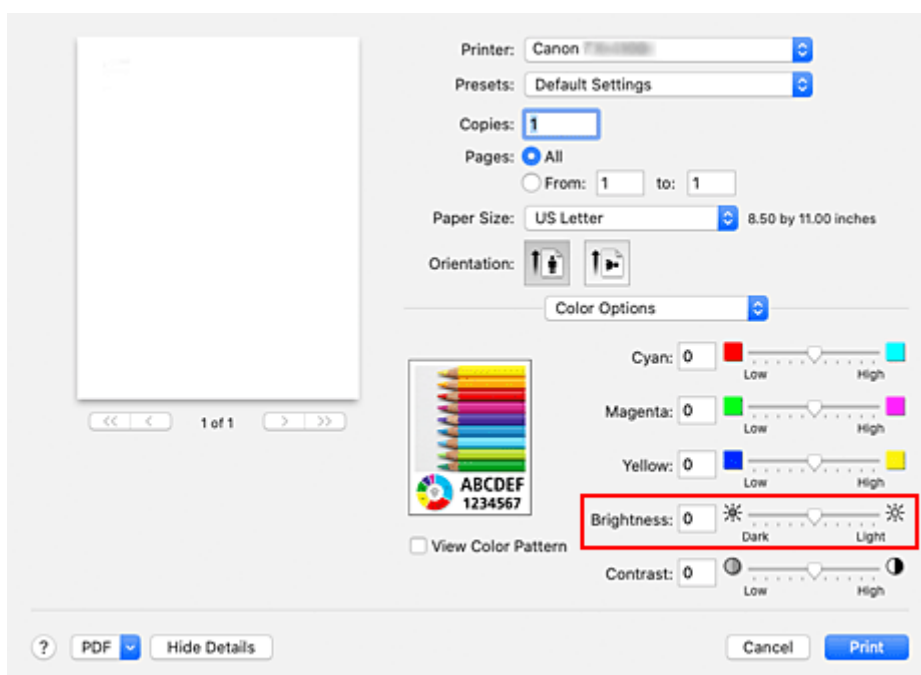 Printer: Canon
Presets: Default Settings
Copies: 1
Pages: All
From: 1 to: 1
Paper Size: US Letter 8.50 by 11.00 inches
Orientation:
Color Options
Cyan: 0
Low High
Magenta: 0
Low High
Yellow: 0
Low High
Brightness: 0
Dark Light
Contrast: 0
Low High
ABCDEF
1234567
View Color Pattern
<< < 1 of 1 > >>
? PDF Hide Details Cancel Print